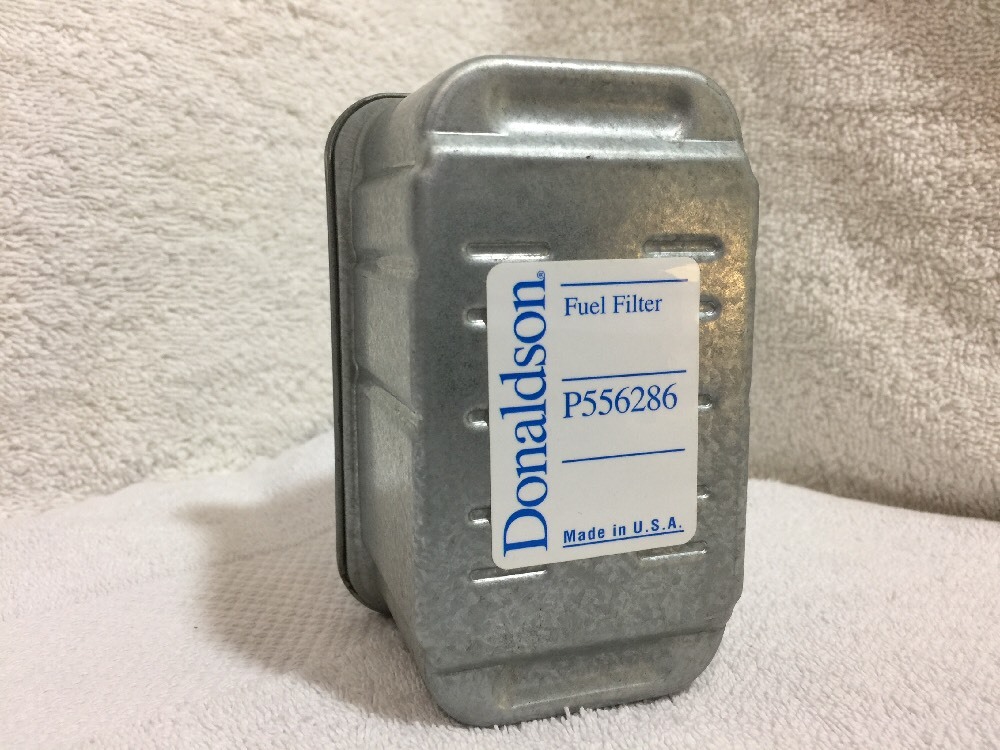 Donaldson®
Fuel Filter
P556286
Made in U.S.A.